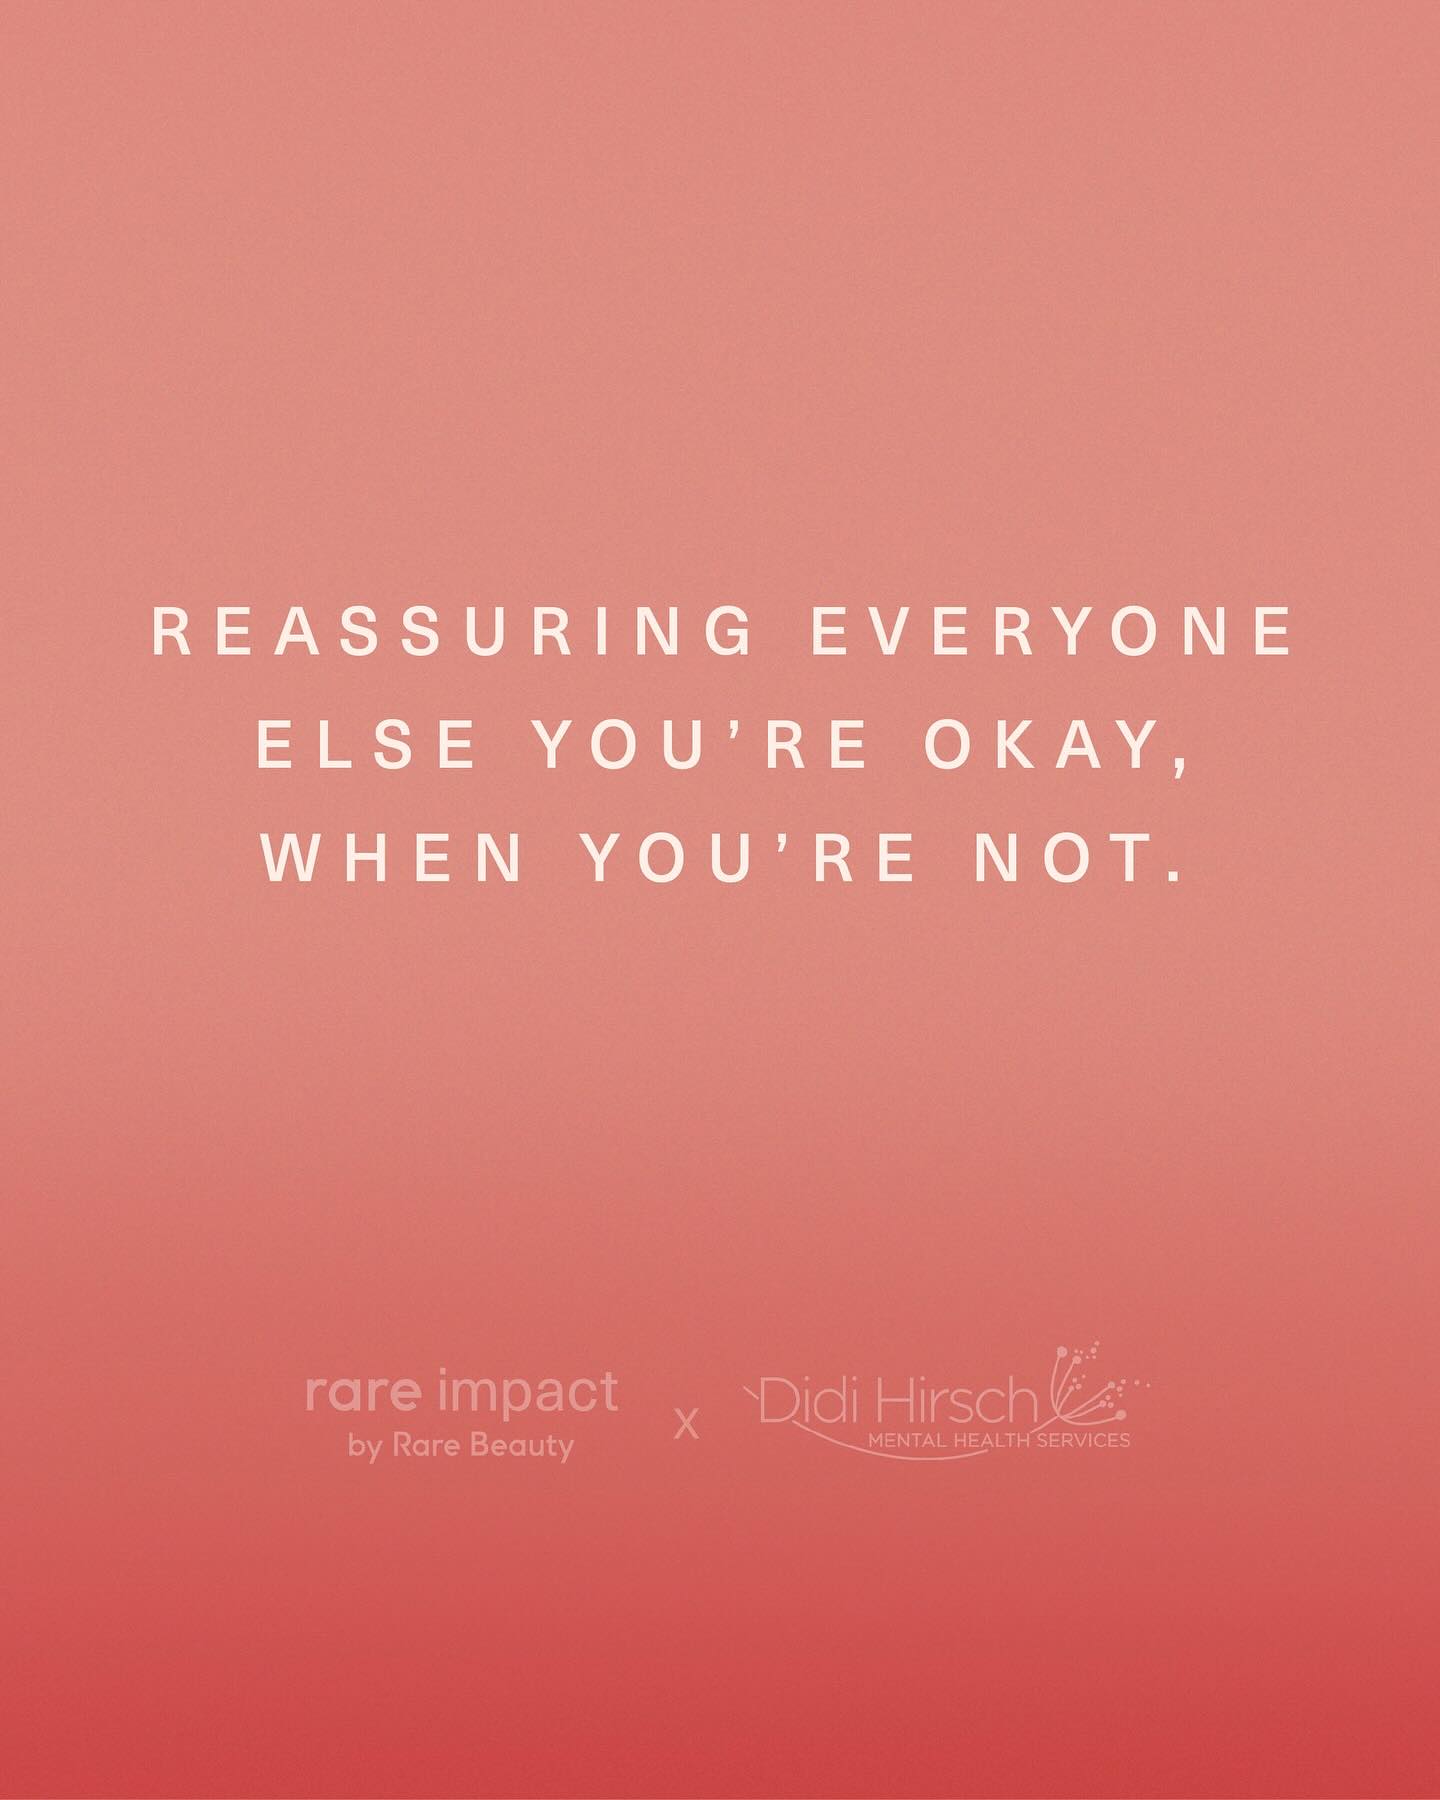 REASSURING EVERYONE
ELSE YOU’RE OKAY,
WHEN YOU’RE NOT.
rare impact
by Rare Beauty
x
Didi Hirsch
MENTAL HEALTH SERVICES